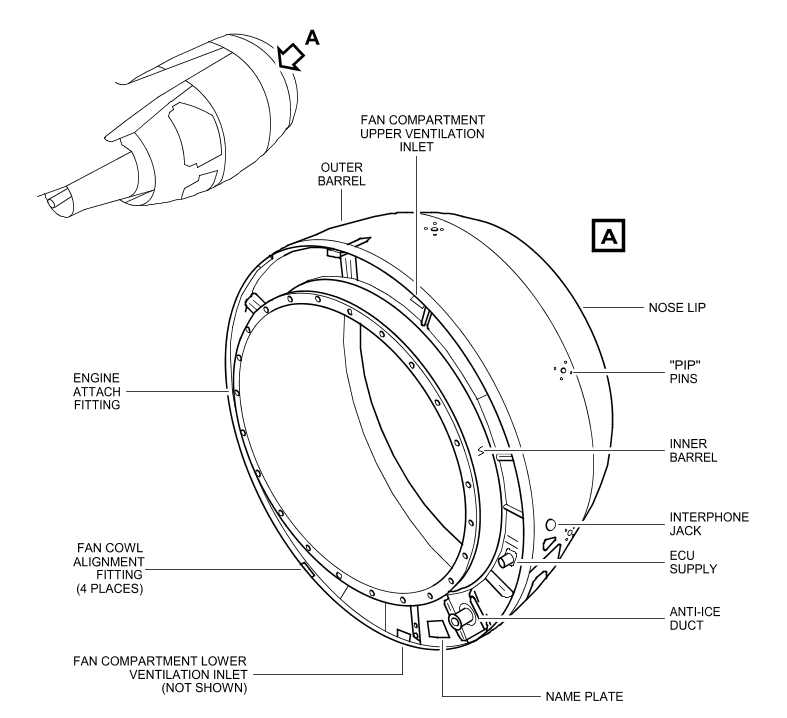 A
FAN COMPARTMENT
UPPER VENTILATION
INLET
OUTER
BARREL
A
NOSE LIP
"PIP"
PINS
ENGINE
ATTACH
FITTING
INNER
BARREL
INTERPHONE
JACK
FAN COWL
ALIGNMENT
FITTING
(4 PLACES)
ECU
SUPPLY
ANTI-ICE
DUCT
FAN COMPARTMENT LOWER
VENTILATION INLET
(NOT SHOWN)
NAME PLATE